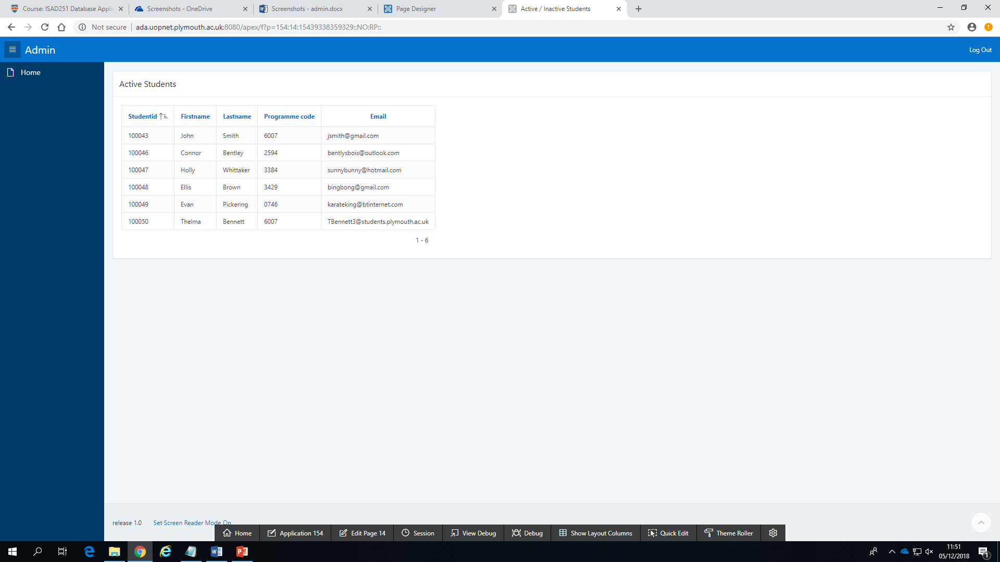 Course: ISAD251 Database Appli
Screenshots - OneDrive
Screenshots - admin.docx
Page Designer
Active / Inactive Students
Not secure
ada.uopnet.plymouth.ac.uk:8080/apex/f?p=154:14:15439338359329::NO:RP::
Admin
Log Out
Home
Active Students
Studentid Firstname Lastname Programme code Email
100043 John Smith 6007 jsmith@gmail.com
100046 Connor Bentley 2594 bentlysbois@outlook.com
100047 Holly Whittaker 3384 sunnybunny@hotmail.com
100048 Ellis Brown 3429 bingbong@gmail.com
100049 Evan Pickering 0746 karateking@btinternet.com
100050 Thelma Bennett 6007 TBennett3@students.plymouth.ac.uk
1 - 6
release 1.0 Set Screen Reader Mode On
Home Application 154 Edit Page 14 Session View Debug Debug Show Layout Columns Quick Edit Theme Roller
11:51
05/12/2018
1